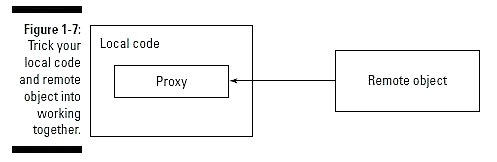 Figure 1-7:
Trick your
local code
and remote
object into
working
together.
Local code
Proxy
Remote object